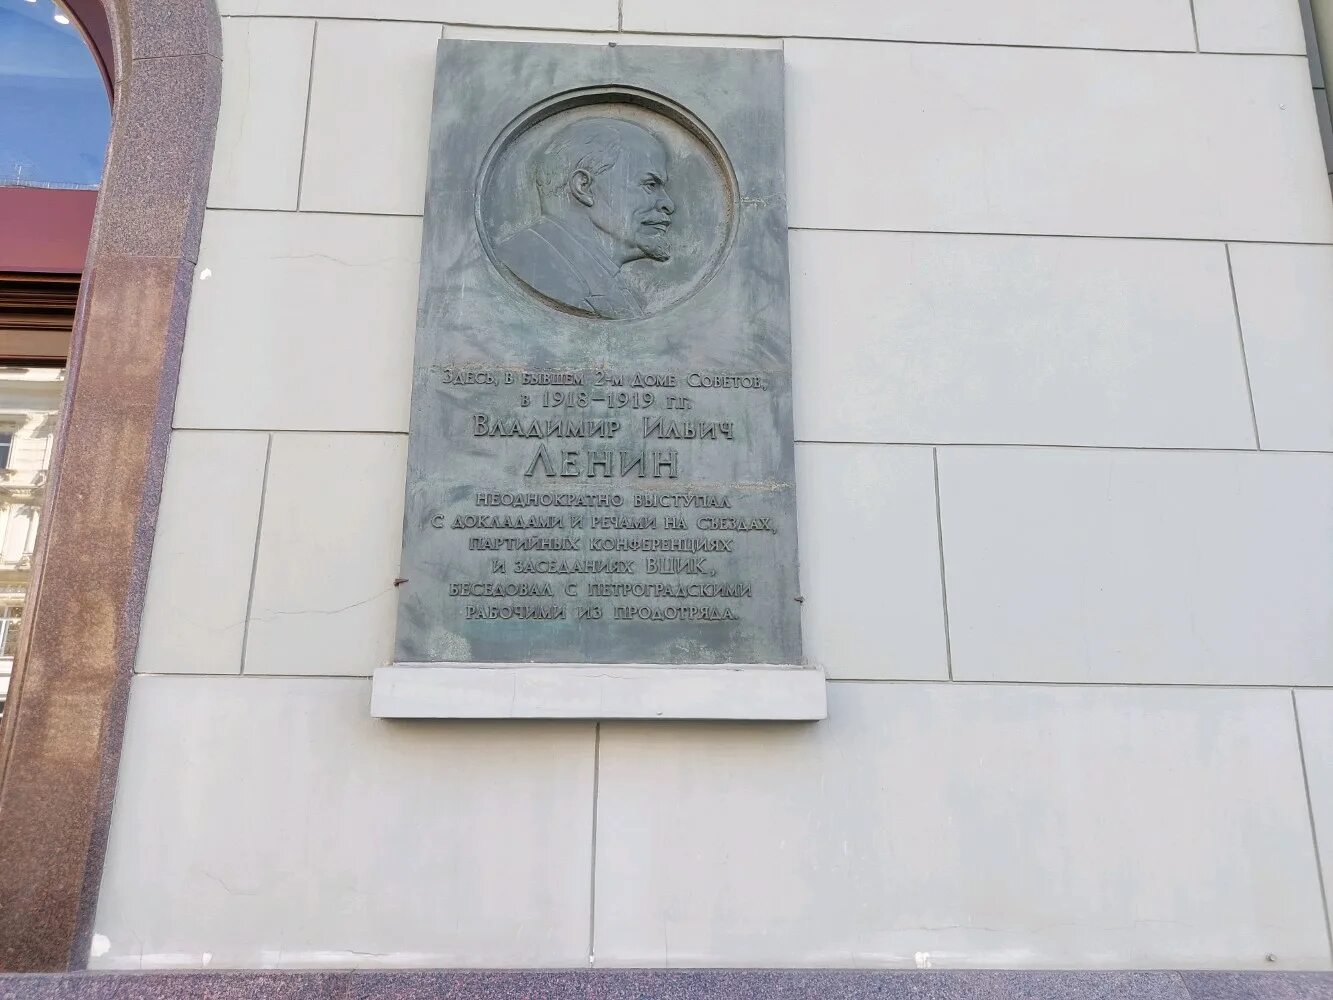 Здесь, в бывшем 2-м Доме Советов,
в 1918–1919 г.г.
Владимир Ильич
Ленин
неоднократно выступал
с докладами и речами на съездах,
партийных конференциях
и заседаниях ВЦИК,
беседовал с петроградскими
рабочими из продотряда.